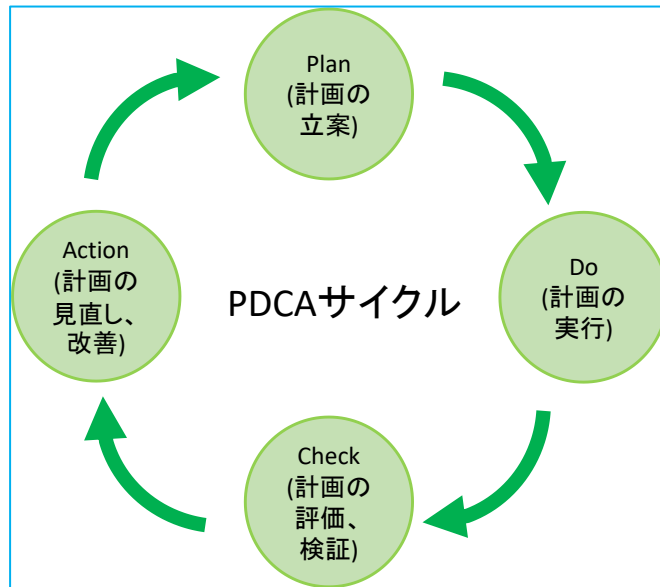 Plan
(計画の
立案)
Action
(計画の
見直し、
改善)
PDCAサイクル
Do
(計画の
実行)
Check
(計画の
評価、
検証)